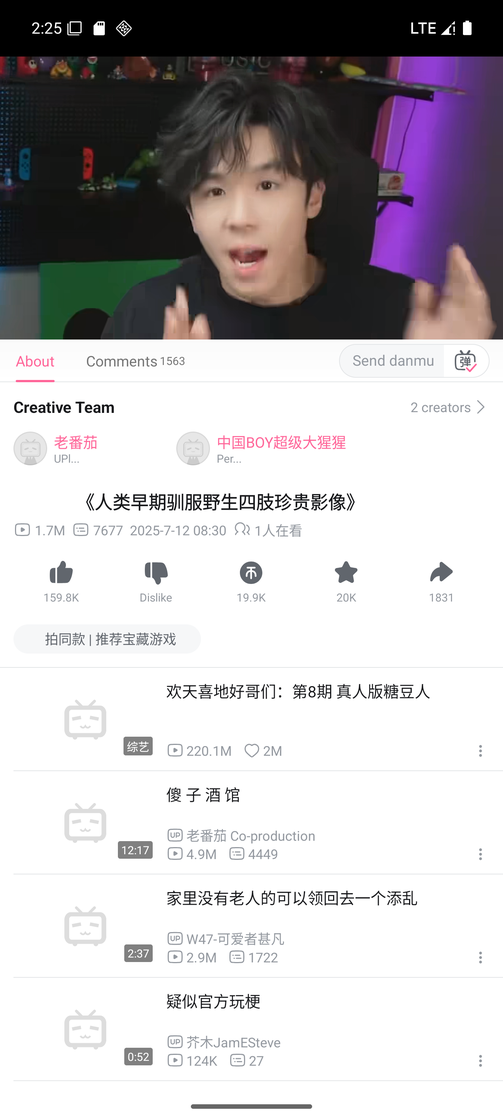 2:25
LTE
About
Comments 1563
Send danmu
弹
Creative Team
2 creators
老番茄
中国BOY超级大猩猩
UPl...
Per...
《人类早期驯服野生四肢珍贵影像》
1.7M 7677 2025-7-12 08:30 1人在看
159.8K
Dislike
19.9K
20K
1831
拍同款 | 推荐宝藏游戏
欢天喜地好哥们：第8期 真人版糖豆人
综艺
220.1M 2M
傻 子 酒 馆
UP 老番茄 Co-production
12:17
4.9M 4449
家里没有老人的可以领回去一个添乱
UP W47-可爱者甚凡
2:37
2.9M 1722
疑似官方玩梗
UP 芥木JamESteve
0:52
124K 27